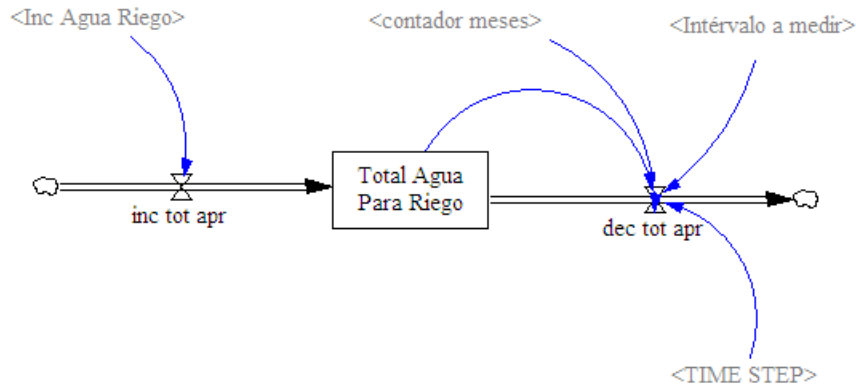 <Inc Agua Riego>
<contador meses>
<Intérvalo a medir>
Total Agua
Para Riego
inc tot apr
dec tot apr
<TIME STEP>